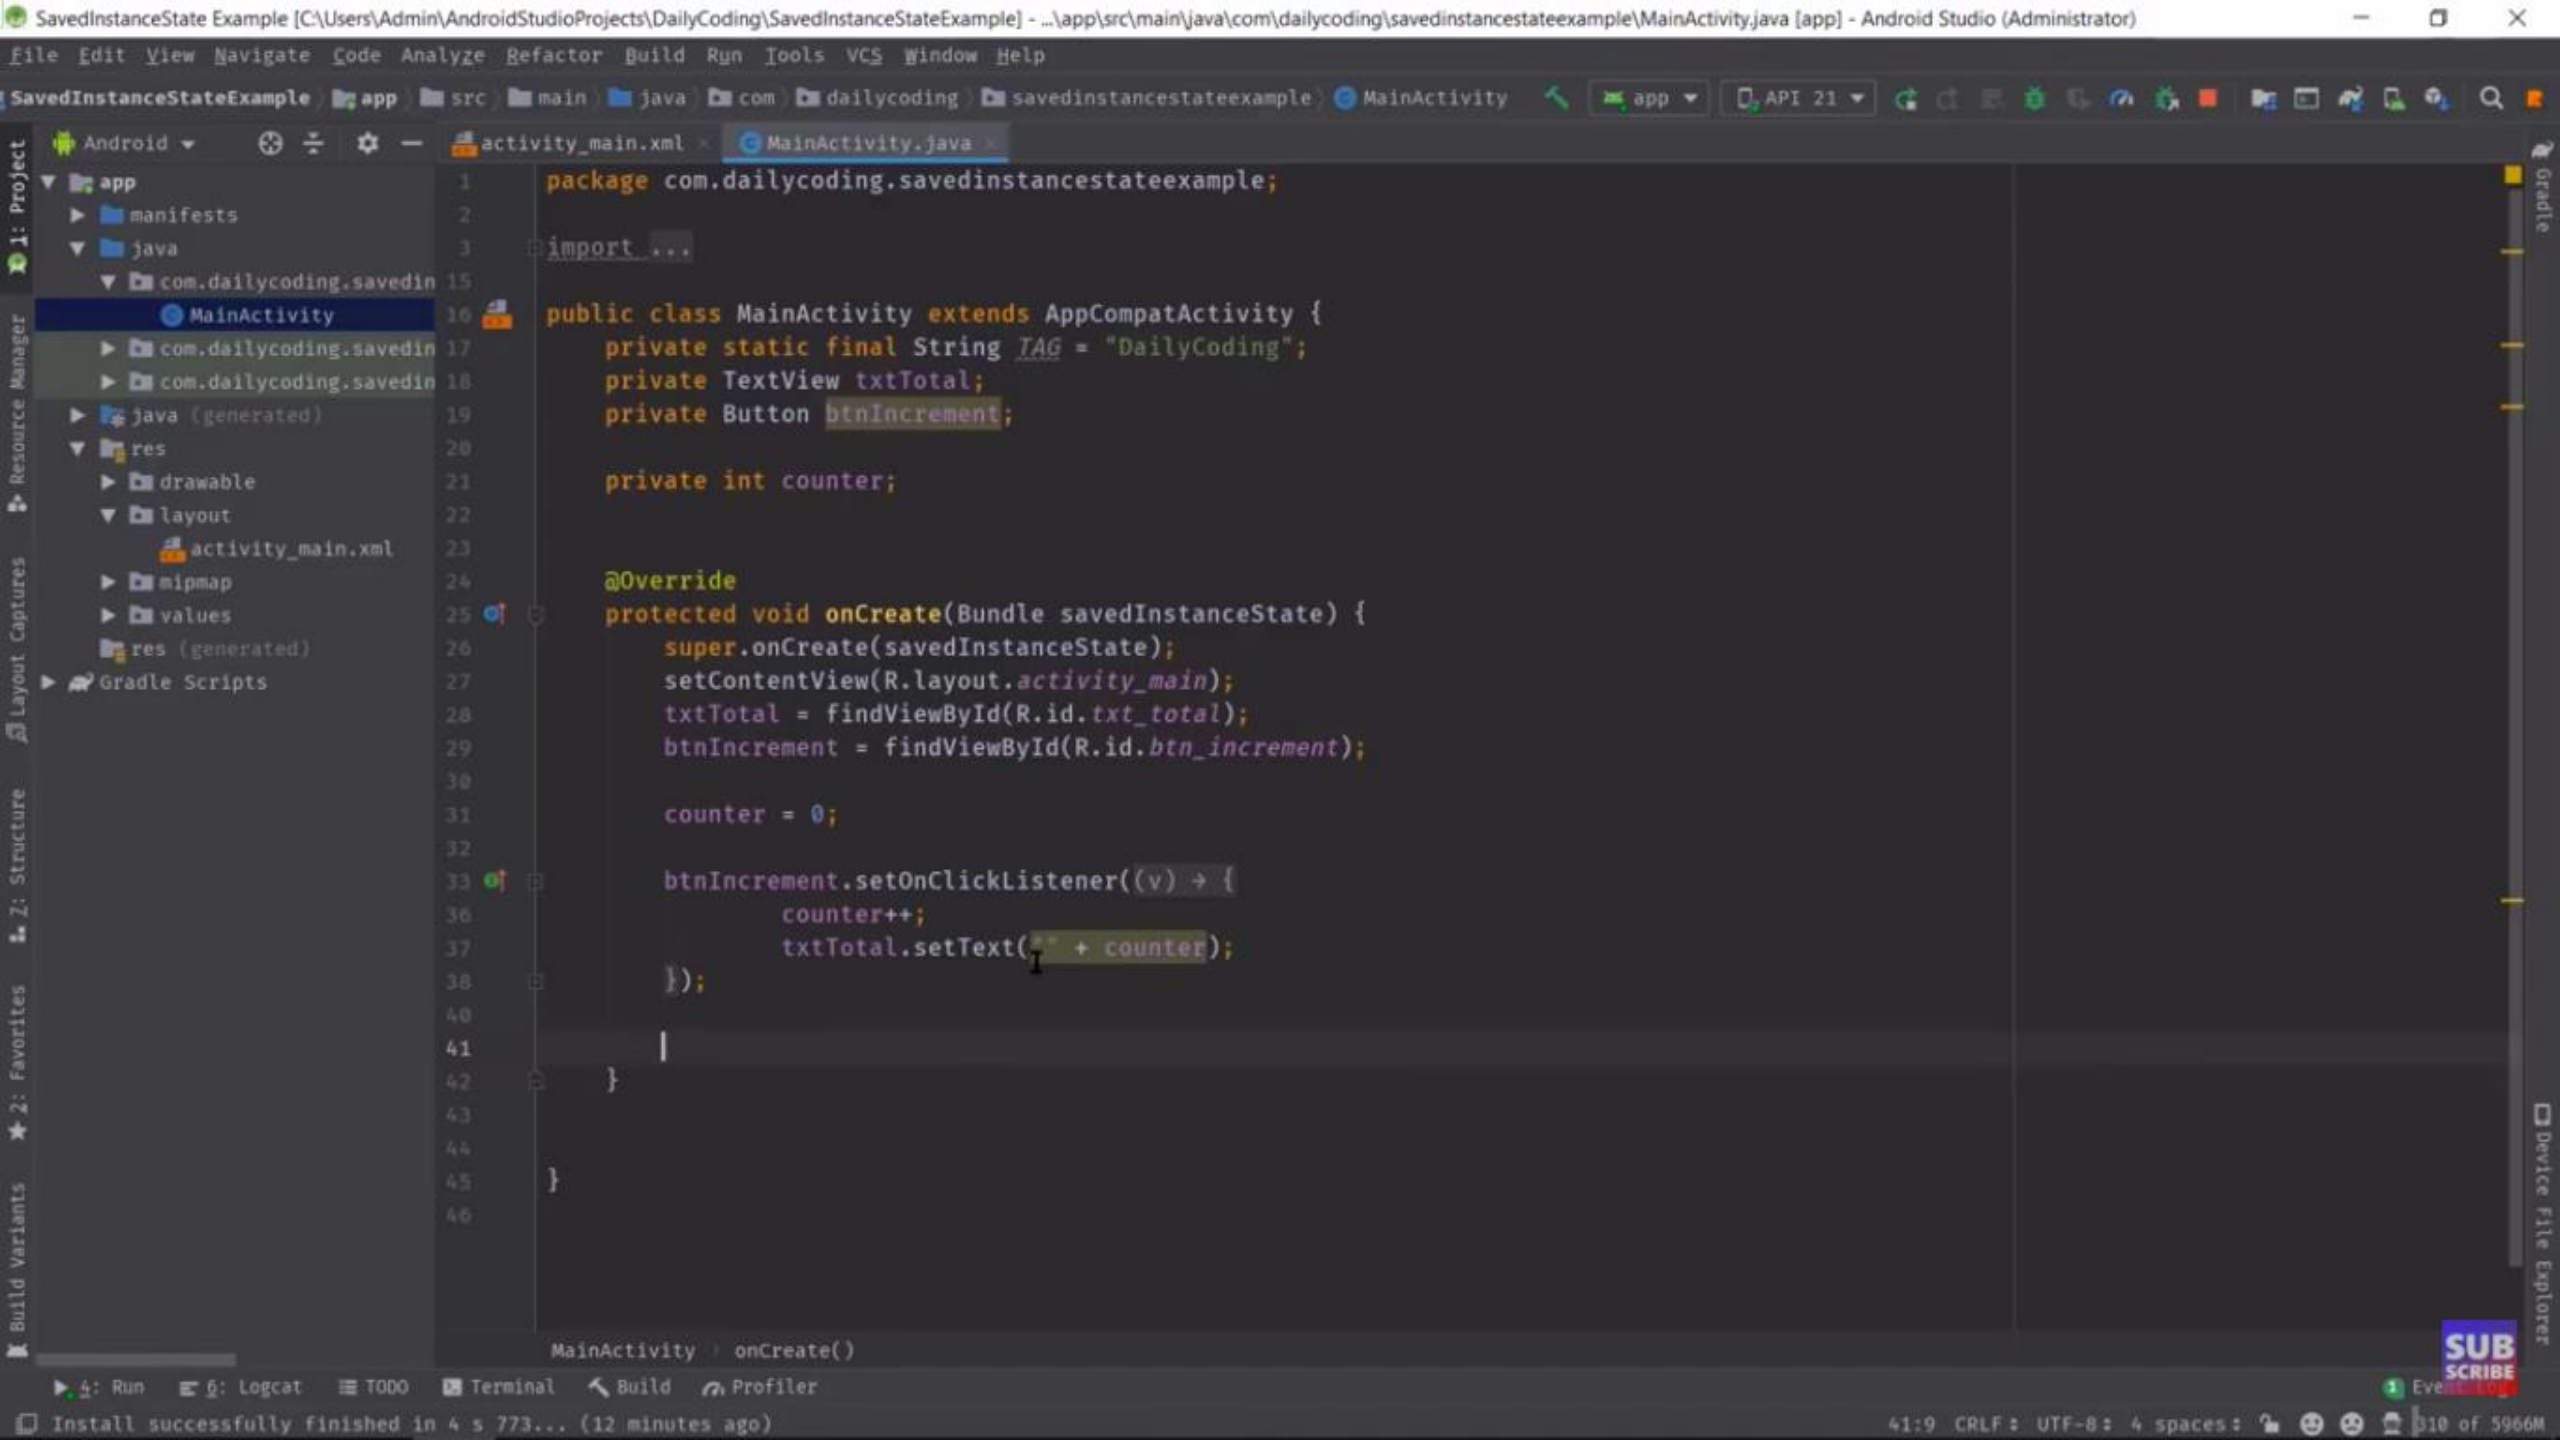 SavedInstanceState Example [C:\Users\Admin\AndroidStudioProjects\DailyCoding\SavedInstanceStateExample] - ...\app\src\main\java\com\dailycoding\savedinstancestateexample\MainActivity.java [app] - Android Studio (Administrator)
File Edit View Navigate Code Analyze Refactor Build Run Tools VCS Window Help
SavedInstanceStateExample app src main java com dailycoding savedinstancestateexample MainActivity app API 21
Android activity_main.xml MainActivity.java
1: Project
Resource Manager
Layout Captures
Z: Structure
2: Favorites
Build Variants
app
manifests
java
com.dailycoding.savedin
MainActivity
com.dailycoding.savedin
com.dailycoding.savedin
java (generated)
res
drawable
layout
activity_main.xml
mipmap
values
res (generated)
Gradle Scripts
1 package com.dailycoding.savedinstancestateexample;
2
3 import ...
15
16 public class MainActivity extends AppCompatActivity {
17 private static final String TAG = "DailyCoding";
18 private TextView txtTotal;
19 private Button btnIncrement;
20
21 private int counter;
22
23
24 @Override
25 protected void onCreate(Bundle savedInstanceState) {
26 super.onCreate(savedInstanceState);
27 setContentView(R.layout.activity_main);
28 txtTotal = findViewById(R.id.txt_total);
29 btnIncrement = findViewById(R.id.btn_increment);
30
31 counter = 0;
32
33 btnIncrement.setOnClickListener((v) → {
36 counter++;
37 txtTotal.setText("" + counter);
38 });
40
41
42 }
43
44
45 }
46
Gradle
Device File Explorer
MainActivity onCreate()
SUB
SCRIBE
4: Run 6: Logcat TODO Terminal Build Profiler 1
Install successfully finished in 4 s 773... (12 minutes ago) 41:9 CRLF UTF-8 4 spaces 310 of 5966M